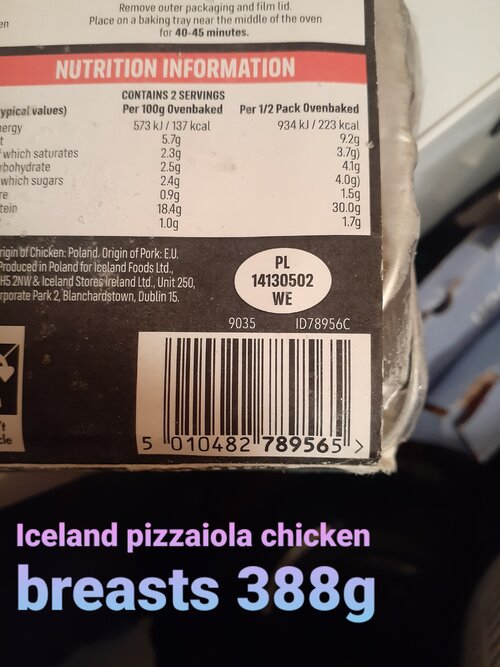 Remove outer packaging and film lid.
en Place on a baking tray near the middle of the oven
for 40-45 minutes.
NUTRITION INFORMATION
CONTAINS 2 SERVINGS
ypical values) Per 100g Ovenbaked Per 1/2 Pack Ovenbaked
nergy 573 kJ / 137 kcal 934 kJ / 223 kcal
t 5.7g 9.2g
f which saturates 2.3g 3.7g)
rbohydrate 2.5g 4.1g
which sugars 2.4g 4.0g)
re 0.9g 1.5g
tein 18.4g 30.0g
1.0g 1.7g
rigin of Chicken: Poland. Origin of Pork: E.U.
Produced in Poland for Iceland Foods Ltd.,
H5 2NW & Iceland Stores Ireland Ltd., Unit 250,
rporate Park 2, Blanchardstown, Dublin 15.
PL
14130502
WE
9035 ID78956C
't
cle
5 010482 789565 >
Iceland pizzaiola chicken
breasts 388g